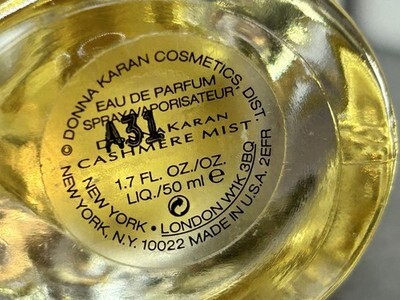 © DONNA KARAN COSMETICS, DIST.
EAU DE PARFUM
SPRAY/VAPORISATEUR
A31
KARAN
CASHMERE MIST
1.7 FL. OZ./OZ.
LIQ./50 ml e
NEW YORK • LONDON W1K 3BQ
NEW YORK, N.Y. 10022 MADE IN U.S.A. 2EFR